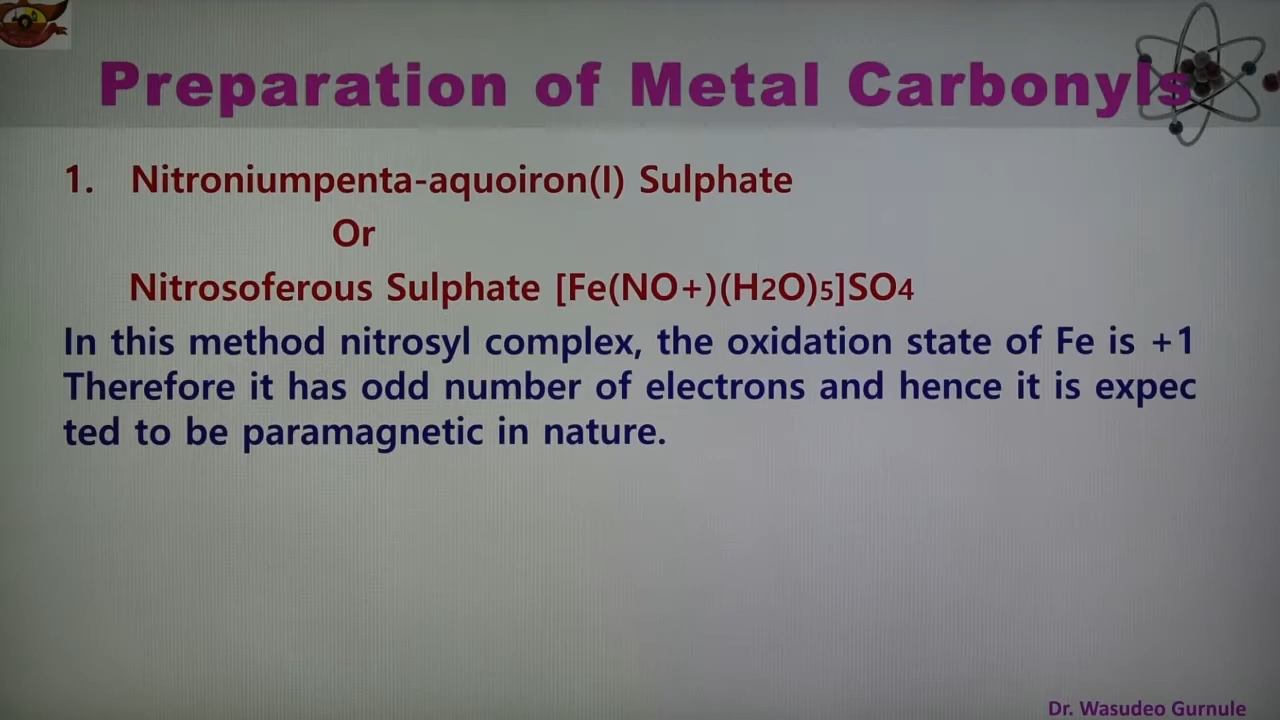 Preparation of Metal Carbonyls
1. Nitroniumpenta-aquoiron(I) Sulphate
Or
Nitrosoferous Sulphate [Fe(NO+)(H2O)5]SO4
In this method nitrosyl complex, the oxidation state of Fe is +1
Therefore it has odd number of electrons and hence it is expec
ted to be paramagnetic in nature.
Dr. Wasudeo Gurnule